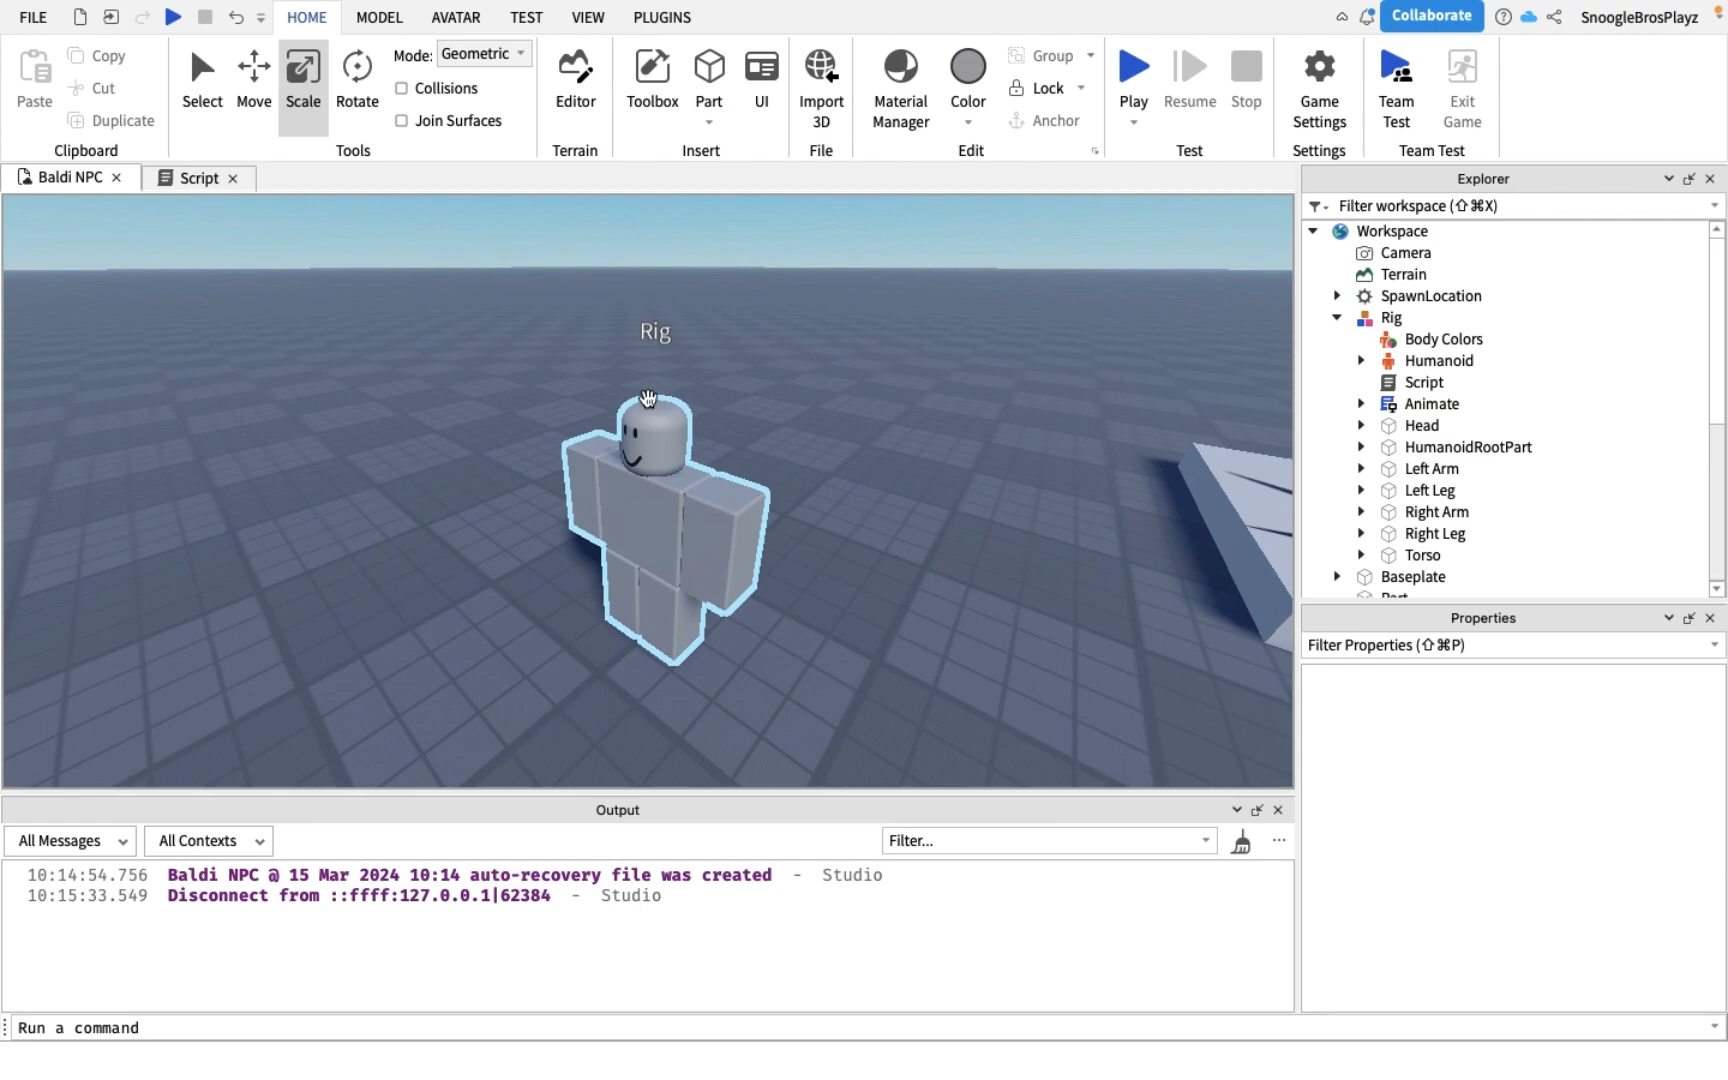 FILE HOME MODEL AVATAR TEST VIEW PLUGINS Collaborate SnoogleBrosPlayz
Paste Copy Cut Duplicate
Clipboard
Select Move Scale Rotate
Mode: Geometric
Collisions
Join Surfaces
Tools
Editor
Terrain
Toolbox Part UI
Insert
Import
3D
File
Material
Manager
Color
Group
Lock
Anchor
Edit
Play Resume Stop
Test
Game
Settings
Settings
Team
Test
Exit
Game
Team Test
Baldi NPC
Script
Rig
Explorer
Filter workspace (⇧⌘X)
Workspace
Camera
Terrain
SpawnLocation
Rig
Body Colors
Humanoid
Script
Animate
Head
HumanoidRootPart
Left Arm
Left Leg
Right Arm
Right Leg
Torso
Baseplate
Part
Properties
Filter Properties (⇧⌘P)
Output
All Messages All Contexts Filter...
10:14:54.756 Baldi NPC @ 15 Mar 2024 10:14 auto-recovery file was created - Studio
10:15:33.549 Disconnect from ::ffff:127.0.0.1|62384 - Studio
Run a command